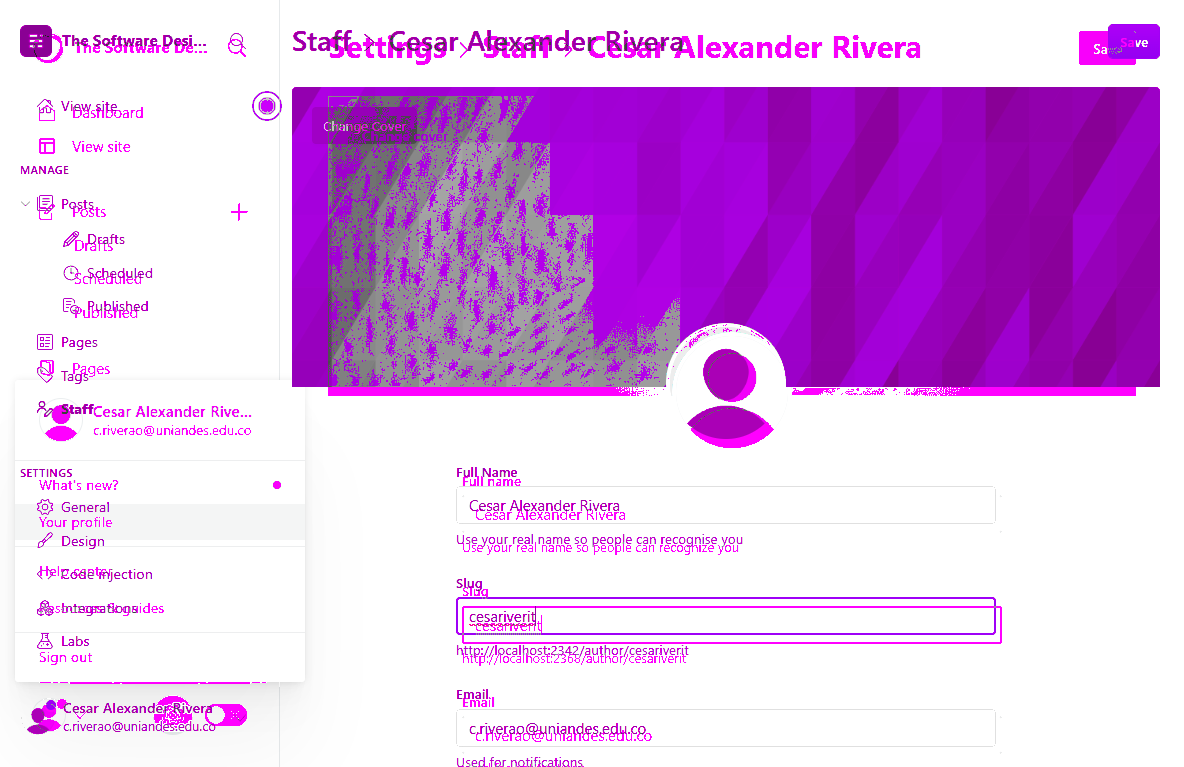 The Software Desi...
The Software De...
Staff > Cesar Alexander Rivera
Settings > Staff > Cesar Alexander Rivera
Save
Save
View site
Dashboard
View site
Change Cover
cover
MANAGE
Posts
Posts
Drafts
Drafts
Scheduled
Scheduled
Published
Published
Pages
Pages
Tags
Staff
Cesar Alexander Rive...
c.riverao@uniandes.edu.co
SETTINGS
What's new?
General
Your profile
Design
Help center
Code injection
Integrations
Resources & guides
Labs
Sign out
Cesar Alexander Rivera
c.riverao@uniandes.edu.co
Full Name
Full name
Cesar Alexander Rivera
Cesar Alexander Rivera
Use your real name so people can recognise you
Use your real name so people can recognize you
Slug
Slug
cesariverit
cesariverit
http://localhost:2342/author/cesariverit
http://localhost:2368/author/cesariverit
Email
Email
c.riverao@uniandes.edu.co
c.riverao@uniandes.edu.co
Used for notifications